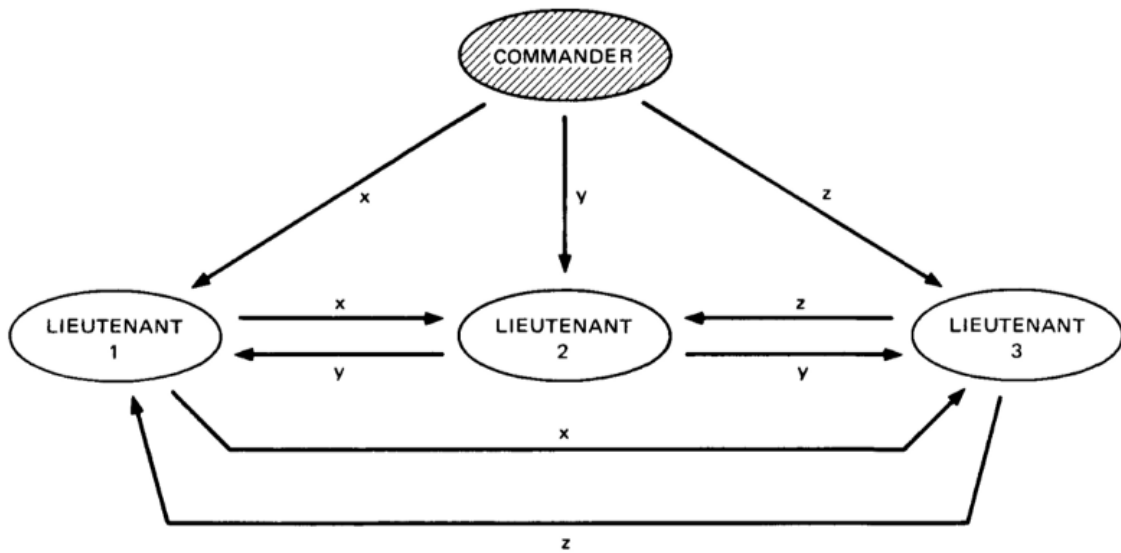 COMMANDER
x
y
z
LIEUTENANT
1
x
y
LIEUTENANT
2
z
y
LIEUTENANT
3
x
z